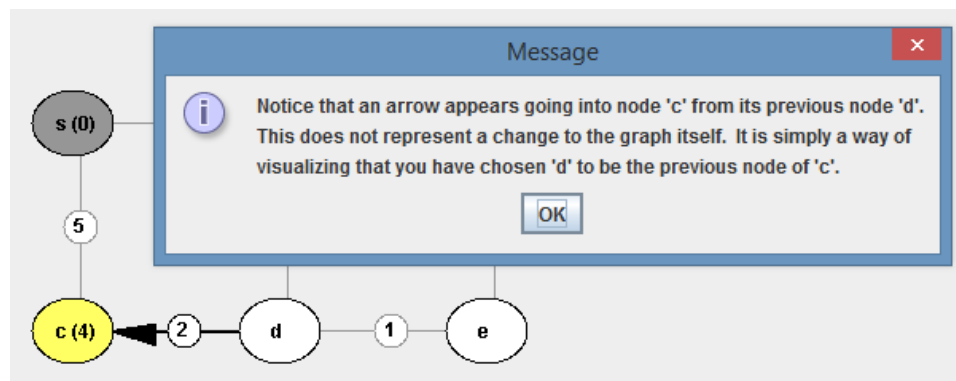 Message
×
i
Notice that an arrow appears going into node 'c' from its previous node 'd'.
This does not represent a change to the graph itself.  It is simply a way of
visualizing that you have chosen 'd' to be the previous node of 'c'.
OK
s (0)
5
c (4)
2
d
1
e